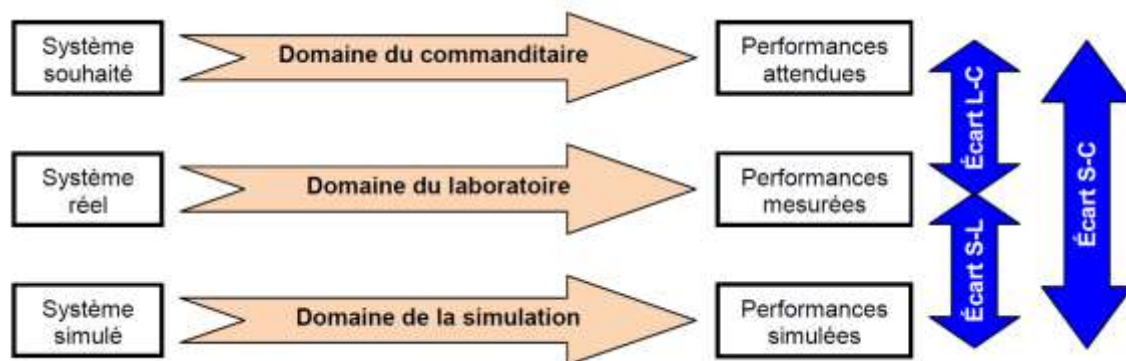 Système
souhaité
Domaine du commanditaire
Performances
attendues
Système
réel
Domaine du laboratoire
Performances
mesurées
Système
simulé
Domaine de la simulation
Performances
simulées
Écart L-C
Écart S-L
Écart S-C